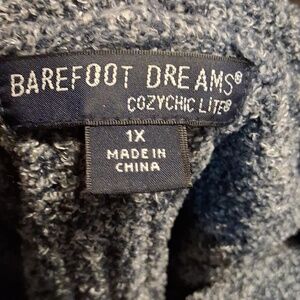 BAREFOOT DREAMS®
COZYCHIC LITE®
1X
MADE IN
CHINA